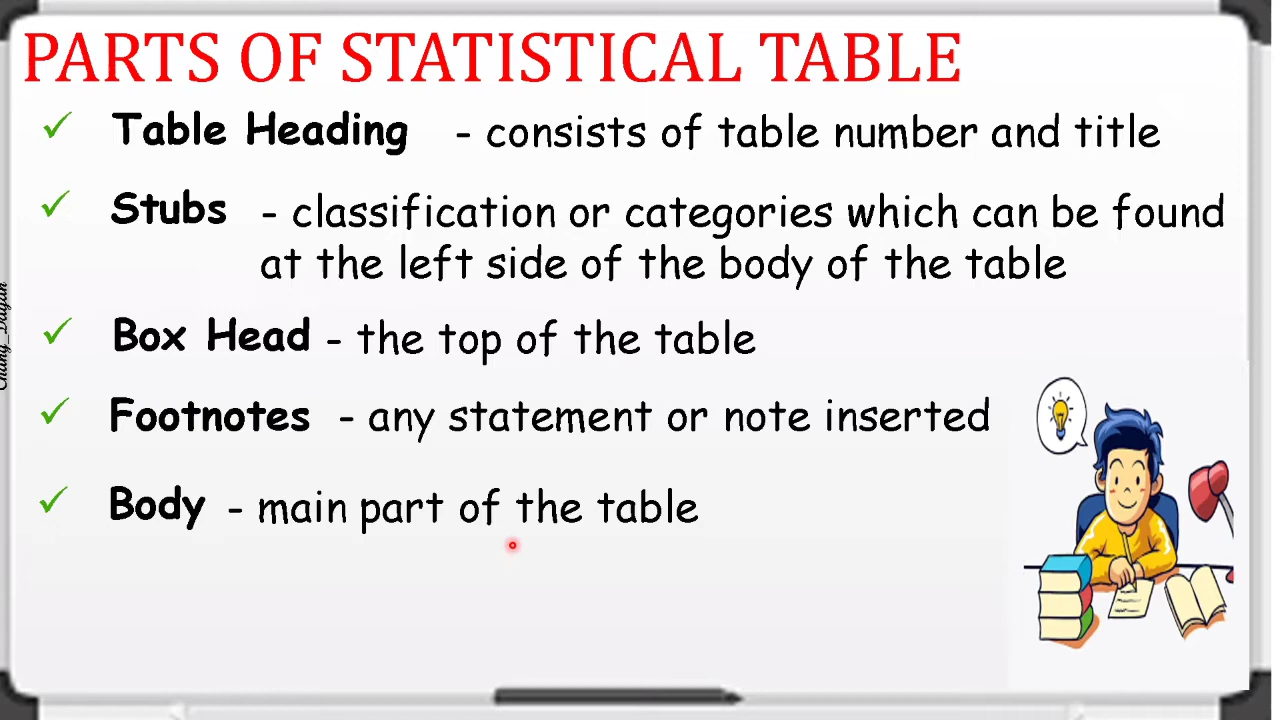 PARTS OF STATISTICAL TABLE
✓ Table Heading - consists of table number and title
✓ Stubs - classification or categories which can be found
at the left side of the body of the table
✓ Box Head - the top of the table
✓ Footnotes - any statement or note inserted
✓ Body - main part of the table